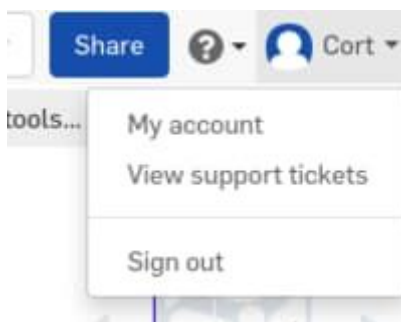 Share ? Cort
tools...
My account
View support tickets
Sign out